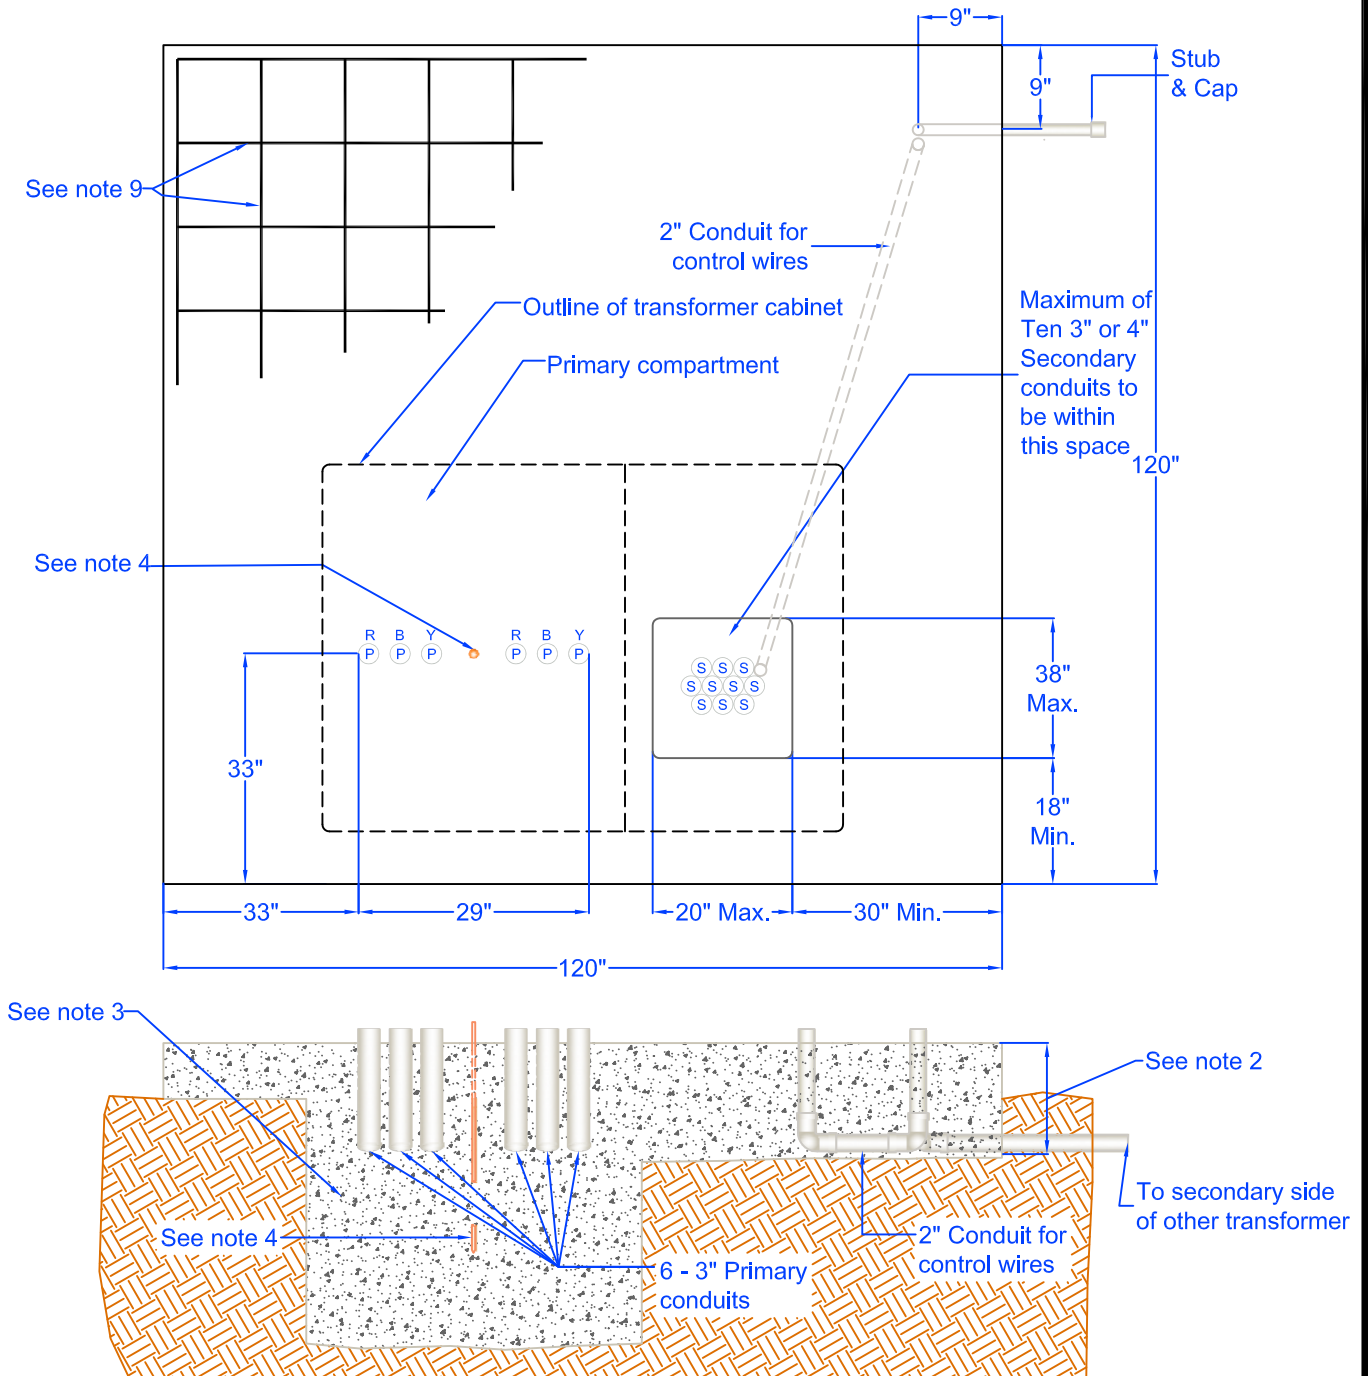 9"
Stub
& Cap
9"
See note 9
2" Conduit for
control wires
Outline of transformer cabinet
Maximum of
Ten 3" or 4"
Secondary
conduits to
be within
this space
Primary compartment
120"
See note 4
R B Y R B Y
P P P P P P
S S S
S S S S
S S S
38"
Max.
33"
18"
Min.
33"
29"
20" Max.
30" Min.
120"
See note 3
See note 2
To secondary side
of other transformer
See note 4
2" Conduit for
control wires
6 - 3" Primary
conduits